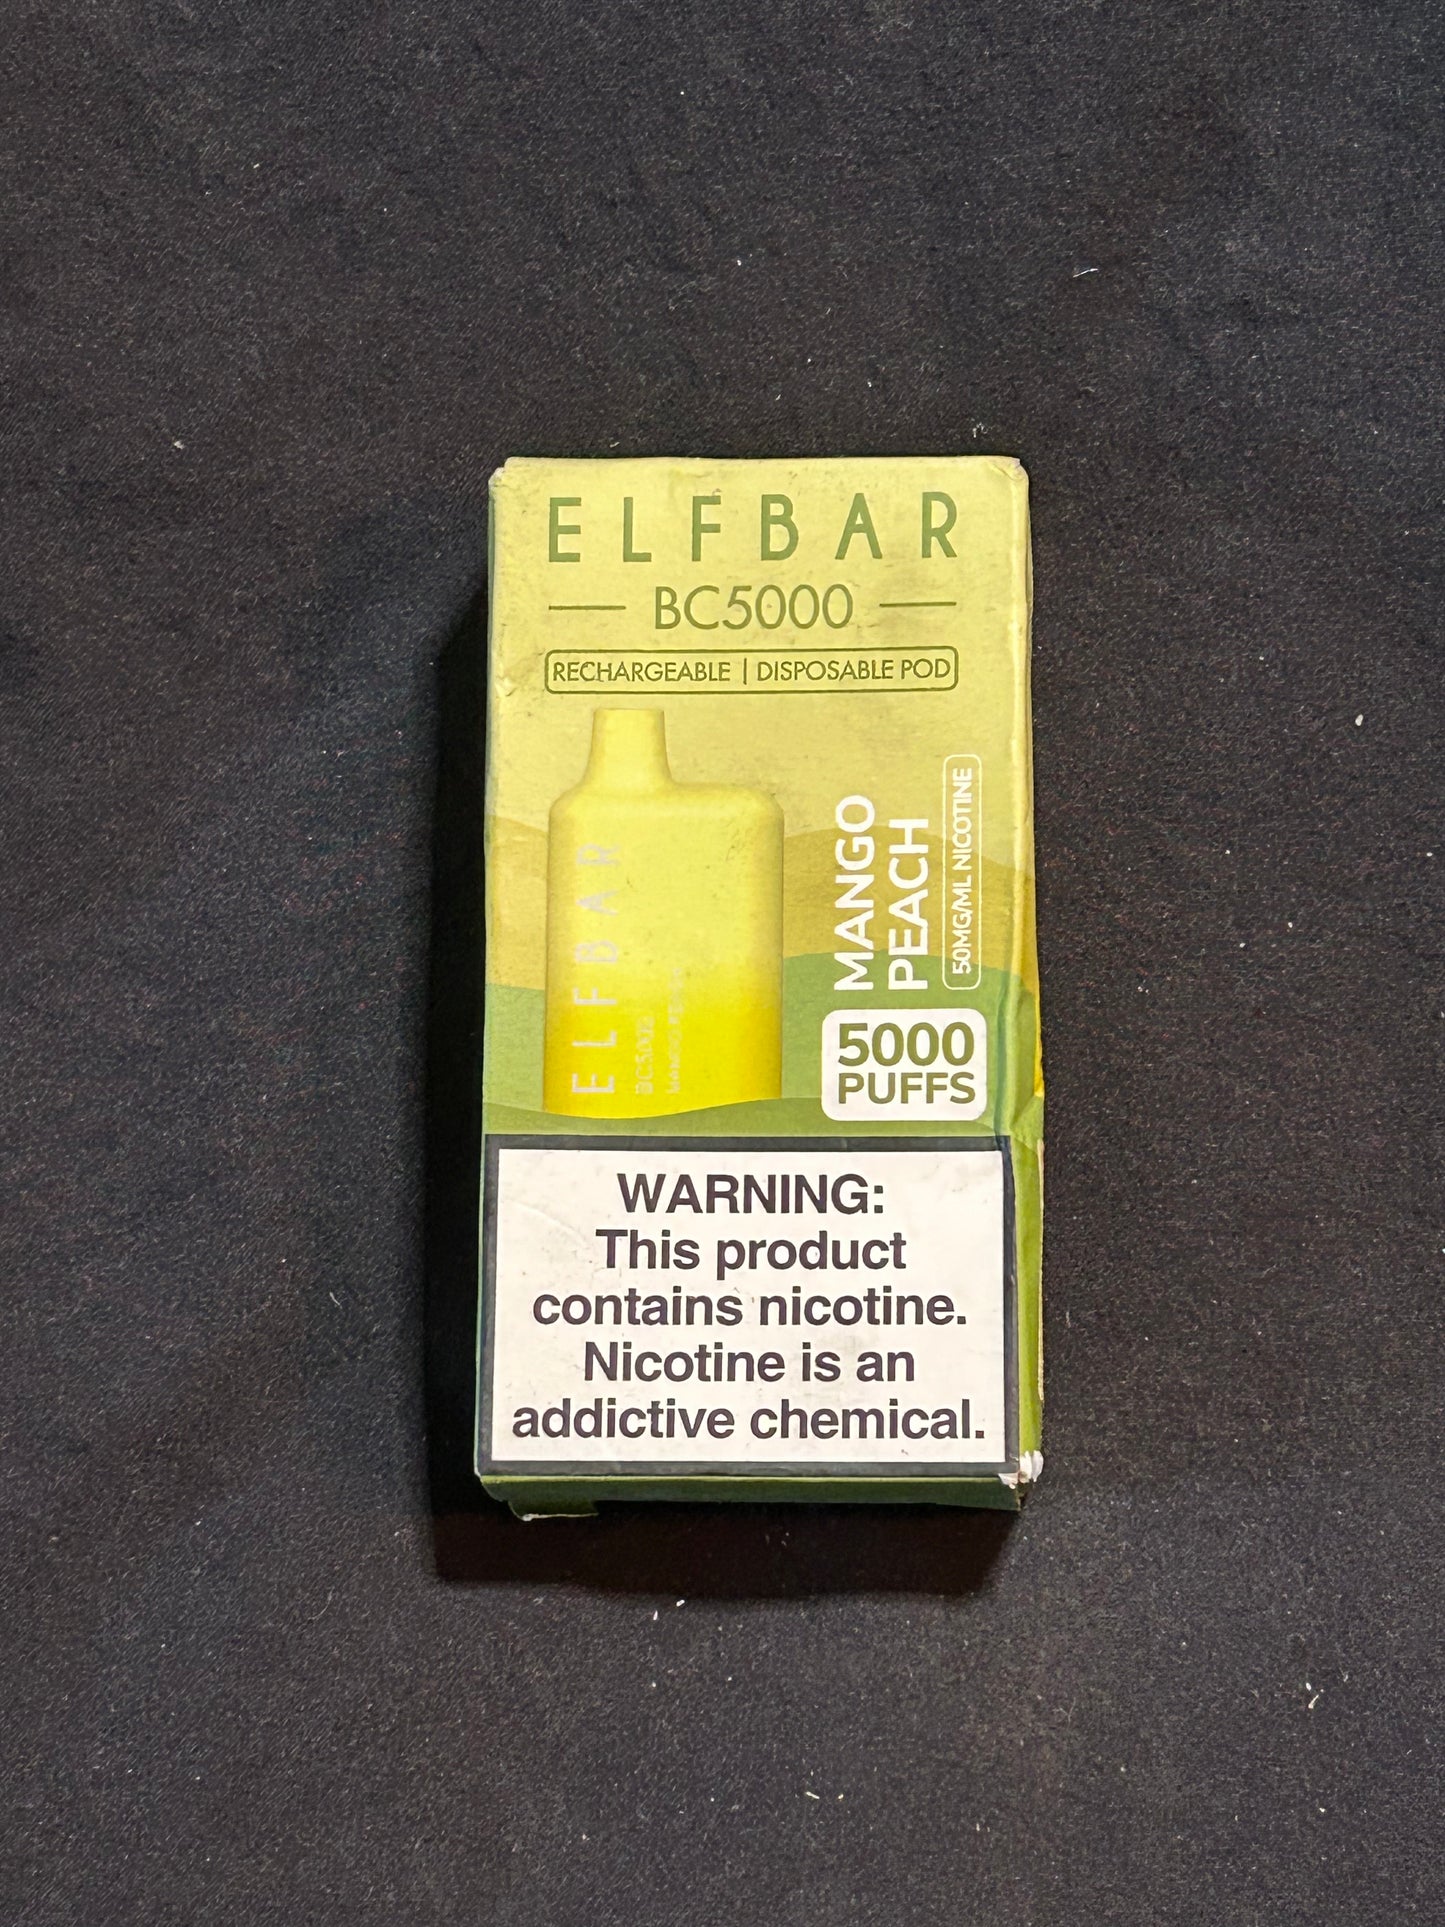 ELFBAR
BC5000
RECHARGEABLE | DISPOSABLE POD
ELFBAR
MANGO
PEACH
50MG/ML NICOTINE
5000
PUFFS
WARNING:
This product
contains nicotine.
Nicotine is an
addictive chemical.